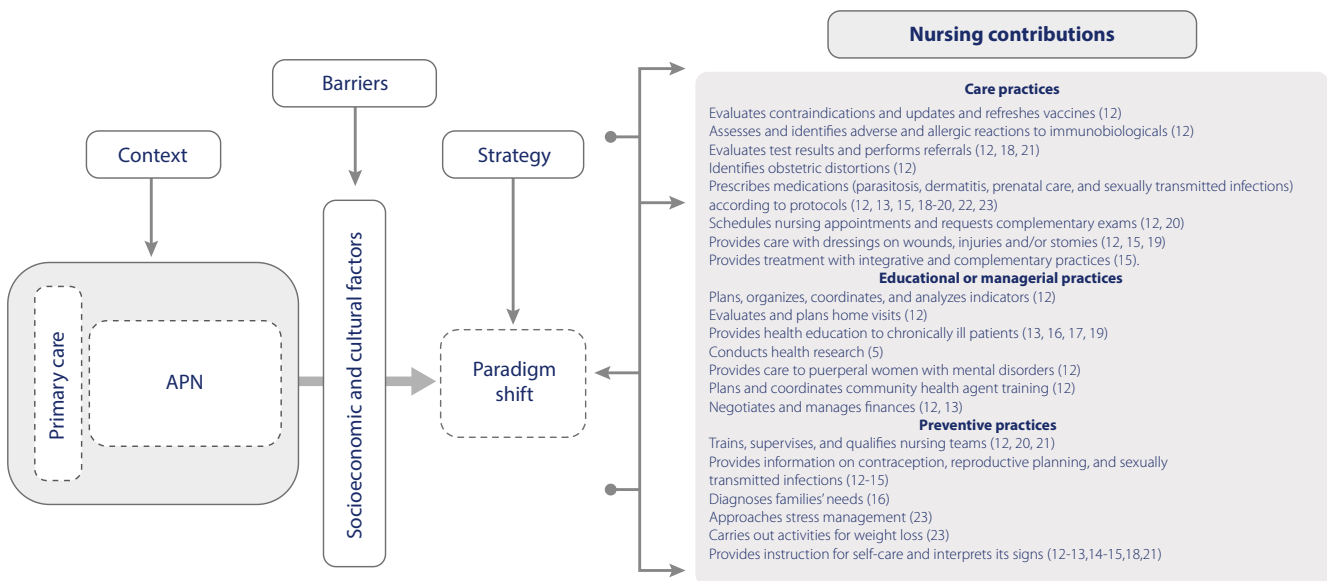 Context
Primary care
APN
Barriers
Socioeconomic and cultural factors
Strategy
Paradigm
shift
Nursing contributions
Care practices
Evaluates contraindications and updates and refreshes vaccines (12)
Assesses and identifies adverse and allergic reactions to immunobiologicals (12)
Evaluates test results and performs referrals (12, 18, 21)
Identifies obstetric distortions (12)
Prescribes medications (parasitosis, dermatitis, prenatal care, and sexually transmitted infections)
according to protocols (12, 13, 15, 18-20, 22, 23)
Schedules nursing appointments and requests complementary exams (12, 20)
Provides care with dressings on wounds, injuries and/or stomies (12, 15, 19)
Provides treatment with integrative and complementary practices (15).
Educational or managerial practices
Plans, organizes, coordinates, and analyzes indicators (12)
Evaluates and plans home visits (12)
Provides health education to chronically ill patients (13, 16, 17, 19)
Conducts health research (5)
Provides care to puerperal women with mental disorders (12)
Plans and coordinates community health agent training (12)
Negotiates and manages finances (12, 13)
Preventive practices
Trains, supervises, and qualifies nursing teams (12, 20, 21)
Provides information on contraception, reproductive planning, and sexually
transmitted infections (12-15)
Diagnoses families' needs (16)
Approaches stress management (23)
Carries out activities for weight loss (23)
Provides instruction for self-care and interprets its signs (12-13,14-15,18,21)